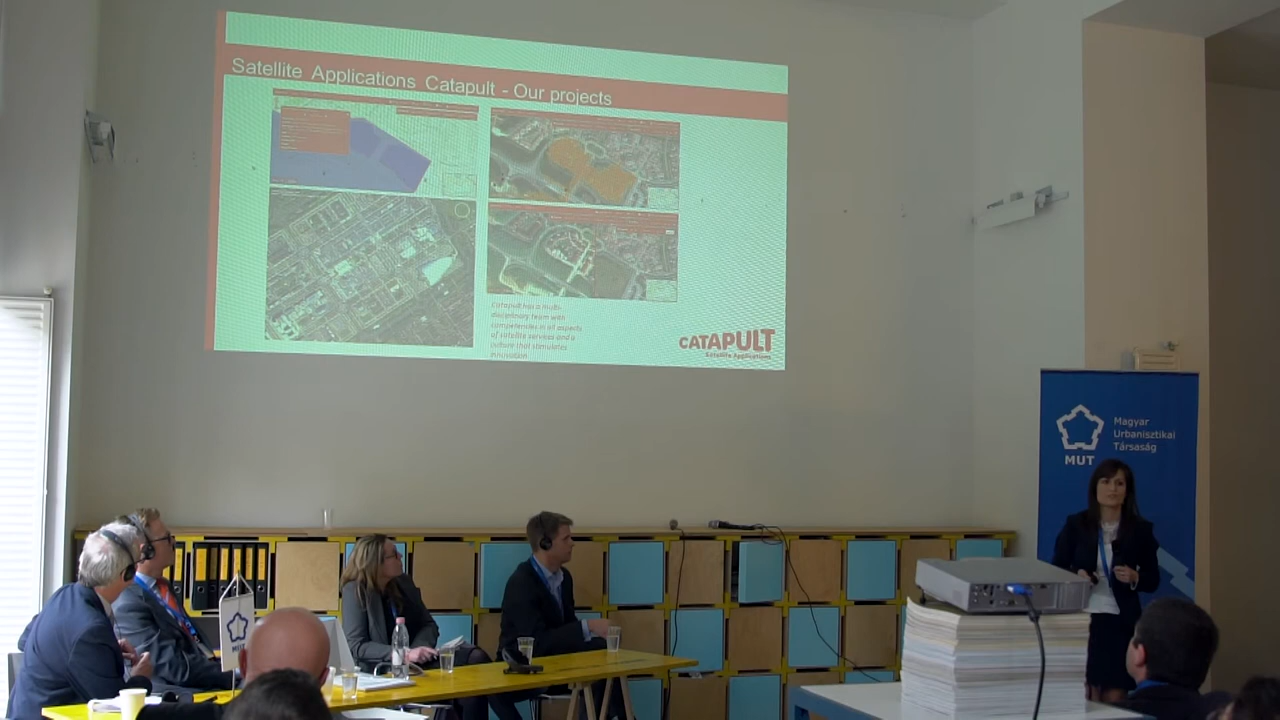 Satellite Applications Catapult - Our projects
Catapult has a multi-
disciplinary team with
competencies in all aspects
of satellite services and a
culture that stimulates
innovation
CATAPULT
Satellite Applications
Magyar
Urbanisztikai
Társaság
MUT